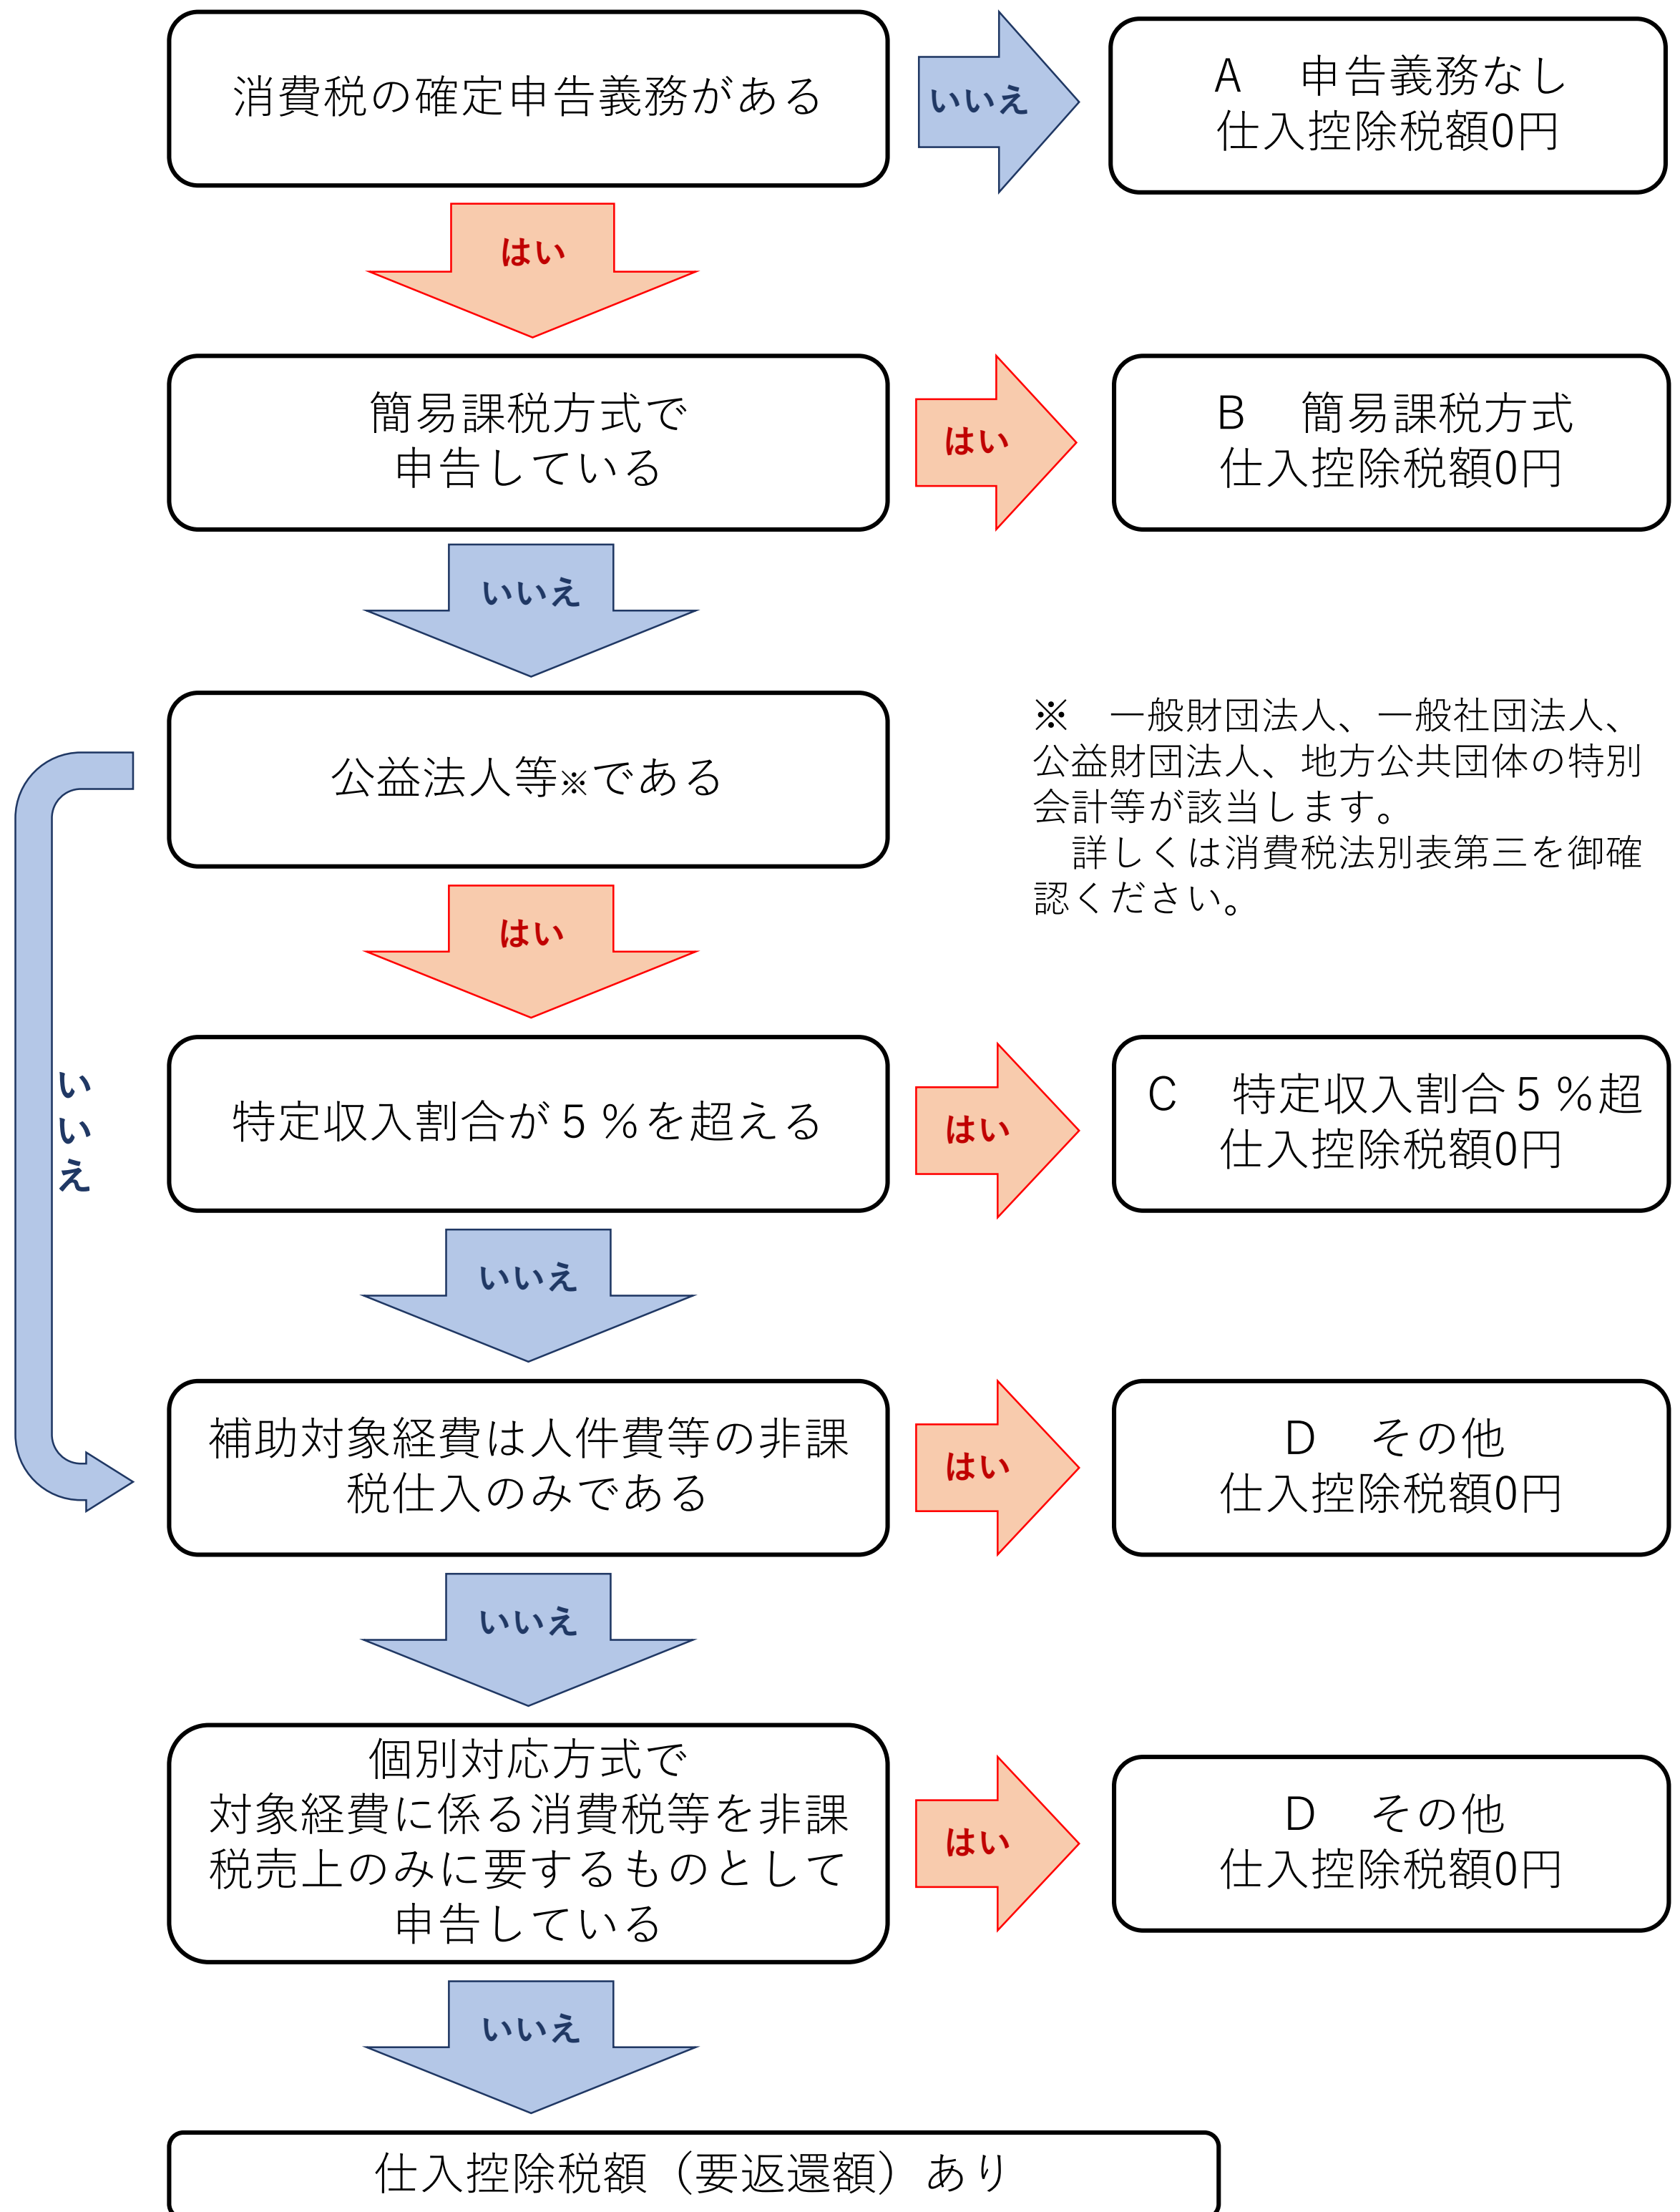 消費税の確定申告義務がある
いいえ
A　申告義務なし
仕入控除税額0円
はい
簡易課税方式で
申告している
はい
B　簡易課税方式
仕入控除税額0円
いいえ
公益法人等※である
※　一般財団法人、一般社団法人、
公益財団法人、地方公共団体の特別
会計等が該当します。
　詳しくは消費税法別表第三を御確
認ください。
はい
いいえ
特定収入割合が５％を超える
はい
C　特定収入割合５％超
仕入控除税額0円
いいえ
補助対象経費は人件費等の非課
税仕入のみである
はい
D　その他
仕入控除税額0円
いいえ
個別対応方式で
対象経費に係る消費税等を非課
税売上のみに要するものとして
申告している
はい
D　その他
仕入控除税額0円
いいえ
仕入控除税額（要返還額）あり